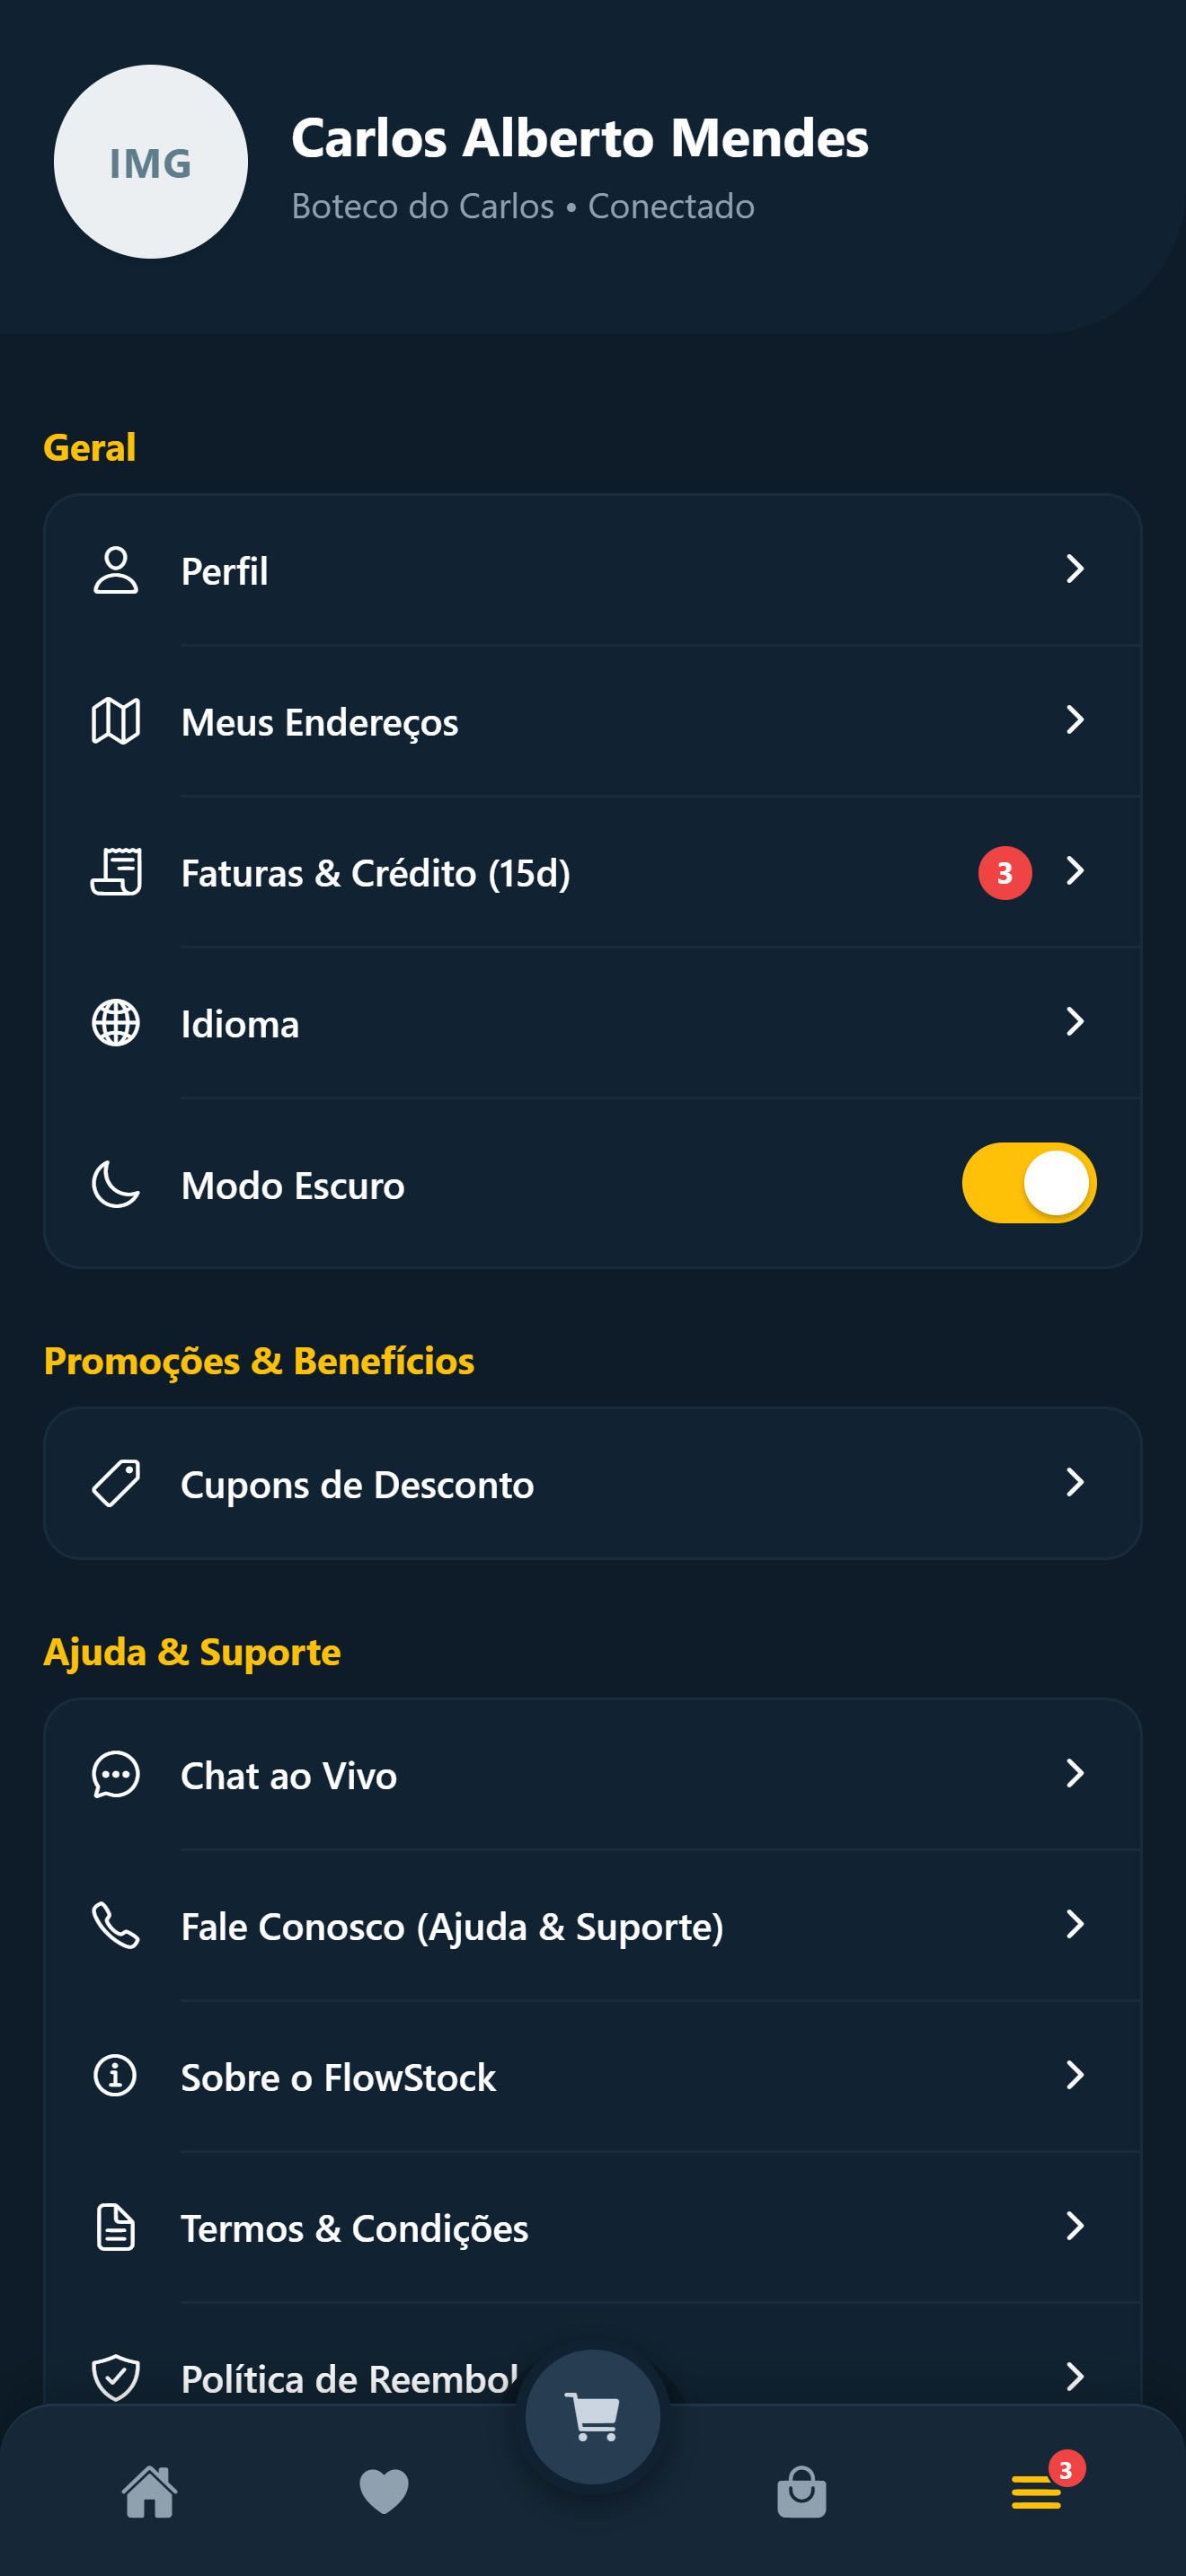 IMG
Carlos Alberto Mendes
Boteco do Carlos • Conectado
Geral
Perfil
Meus Endereços
Faturas & Crédito (15d)
3
Idioma
Modo Escuro
Promoções & Benefícios
Cupons de Desconto
Ajuda & Suporte
Chat ao Vivo
Fale Conosco (Ajuda & Suporte)
Sobre o FlowStock
Termos & Condições
Política de Reembol
3